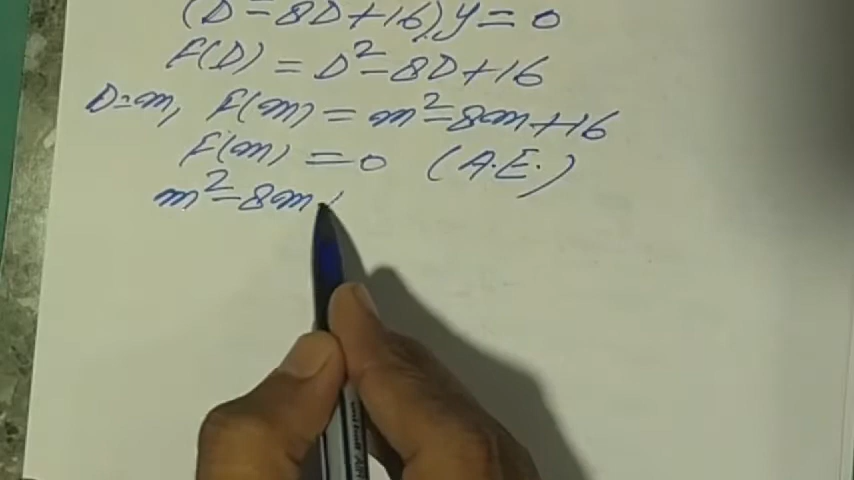 (D²-8D+16)y=0
F(D) = D²-8D+16
D=m, F(m) = m²-8m+16
F(m) = 0 (A.E.)
m²-8m